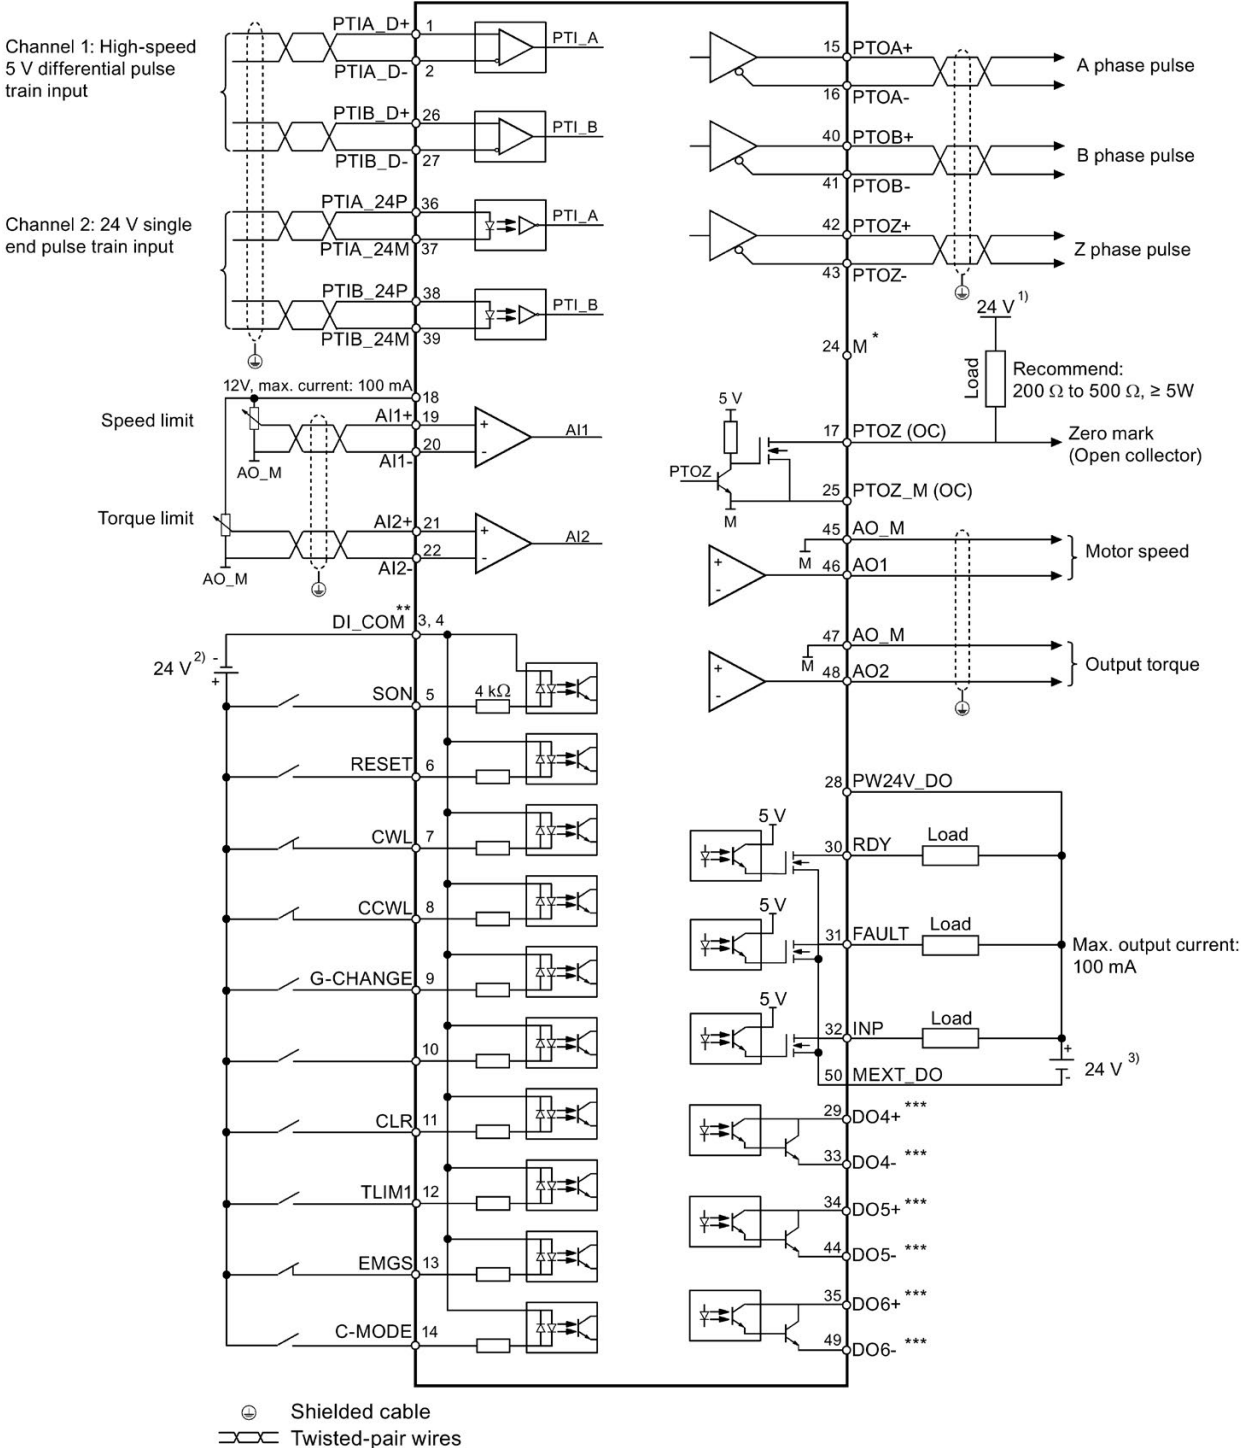 Channel 1: High-speed
5 V differential pulse
train input
PTIA_D+ 1
PTIA_D- 2
PTI_A
PTIB_D+ 26
PTIB_D- 27
PTI_B
Channel 2: 24 V single
end pulse train input
PTIA_24P 36
PTIA_24M 37
PTI_A
PTIB_24P 38
PTIB_24M 39
PTI_B
12V, max. current: 100 mA 18
Speed limit
AI1+ 19
AI1- 20
AO_M
+
-
AI1
Torque limit
AI2+ 21
AI2- 22
AO_M
+
-
AI2
DI_COM** 3, 4
24 V 2) -
+
SON 5
4 kΩ
RESET 6
CWL 7
CCWL 8
G-CHANGE 9
10
CLR 11
TLIM1 12
EMGS 13
C-MODE 14
15 PTOA+
16 PTOA-
A phase pulse
40 PTOB+
41 PTOB-
B phase pulse
42 PTOZ+
43 PTOZ-
Z phase pulse
24 M*
24 V 1)
Load
Recommend:
200 Ω to 500 Ω, ≥ 5W
5 V
17 PTOZ (OC)
Zero mark
(Open collector)
PTOZ
M
25 PTOZ_M (OC)
45 AO_M
M
+
-
46 AO1
Motor speed
47 AO_M
M
+
-
48 AO2
Output torque
28 PW24V_DO
5 V
30 RDY
Load
5 V
31 FAULT
Load
Max. output current:
100 mA
5 V
32 INP
Load
+
24 V 3)
-
50 MEXT_DO
29 DO4+ ***
33 DO4- ***
34 DO5+ ***
44 DO5- ***
35 DO6+ ***
49 DO6- ***
Shielded cable
Twisted-pair wires